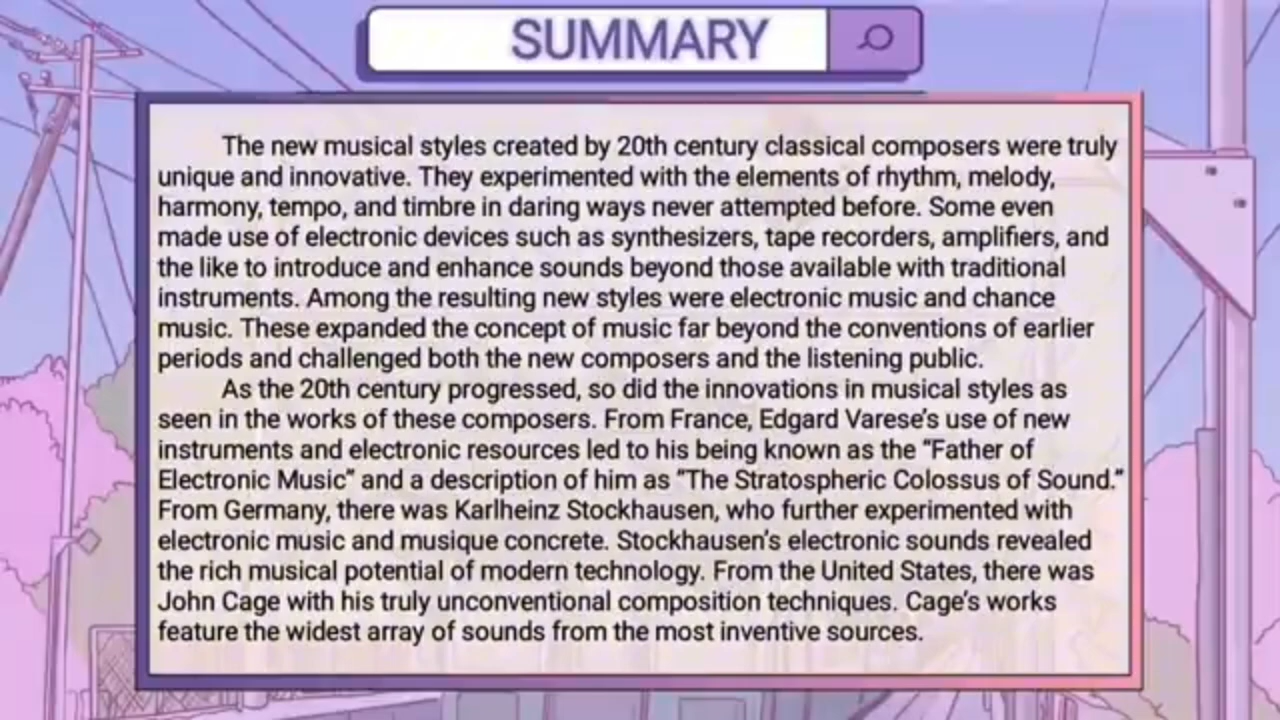 SUMMARY
The new musical styles created by 20th century classical composers were truly
unique and innovative. They experimented with the elements of rhythm, melody,
harmony, tempo, and timbre in daring ways never attempted before. Some even
made use of electronic devices such as synthesizers, tape recorders, amplifiers, and
the like to introduce and enhance sounds beyond those available with traditional
instruments. Among the resulting new styles were electronic music and chance
music. These expanded the concept of music far beyond the conventions of earlier
periods and challenged both the new composers and the listening public.
As the 20th century progressed, so did the innovations in musical styles as
seen in the works of these composers. From France, Edgard Varese’s use of new
instruments and electronic resources led to his being known as the “Father of
Electronic Music” and a description of him as “The Stratospheric Colossus of Sound.”
From Germany, there was Karlheinz Stockhausen, who further experimented with
electronic music and musique concrete. Stockhausen’s electronic sounds revealed
the rich musical potential of modern technology. From the United States, there was
John Cage with his truly unconventional composition techniques. Cage’s works
feature the widest array of sounds from the most inventive sources.